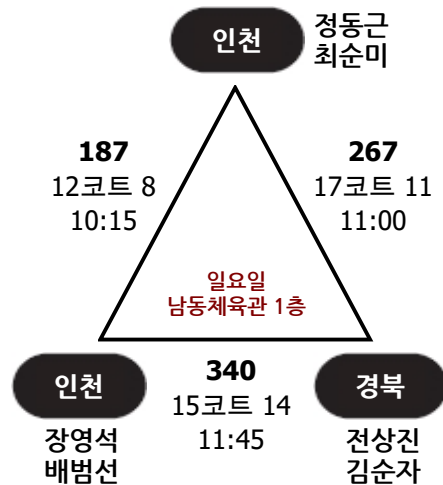 인천
정동근
최순미
187
12코트 8
10:15
267
17코트 11
11:00
일요일
남동체육관 1층
인천
장영석
배범선
340
15코트 14
11:45
경북
전상진
김순자